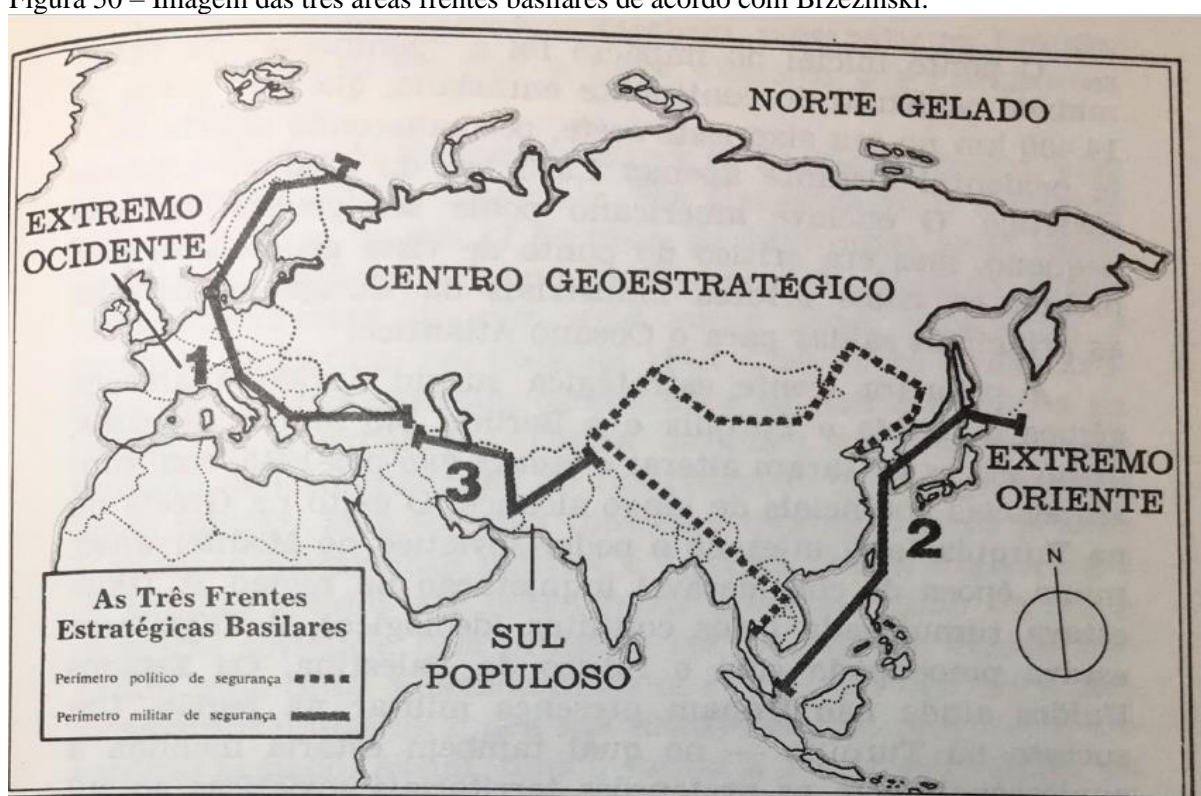 Figura 50 – Imagem das três áreas frentes basilares de acordo com Brzezinski.
NORTE GELADO
EXTREMO
OCIDENTE
CENTRO GEOESTRATÉGICO
1
3
2
EXTREMO
ORIENTE
N
SUL
POPULOSO
As Três Frentes
Estratégicas Basilares
Perímetro político de segurança
Perímetro militar de segurança